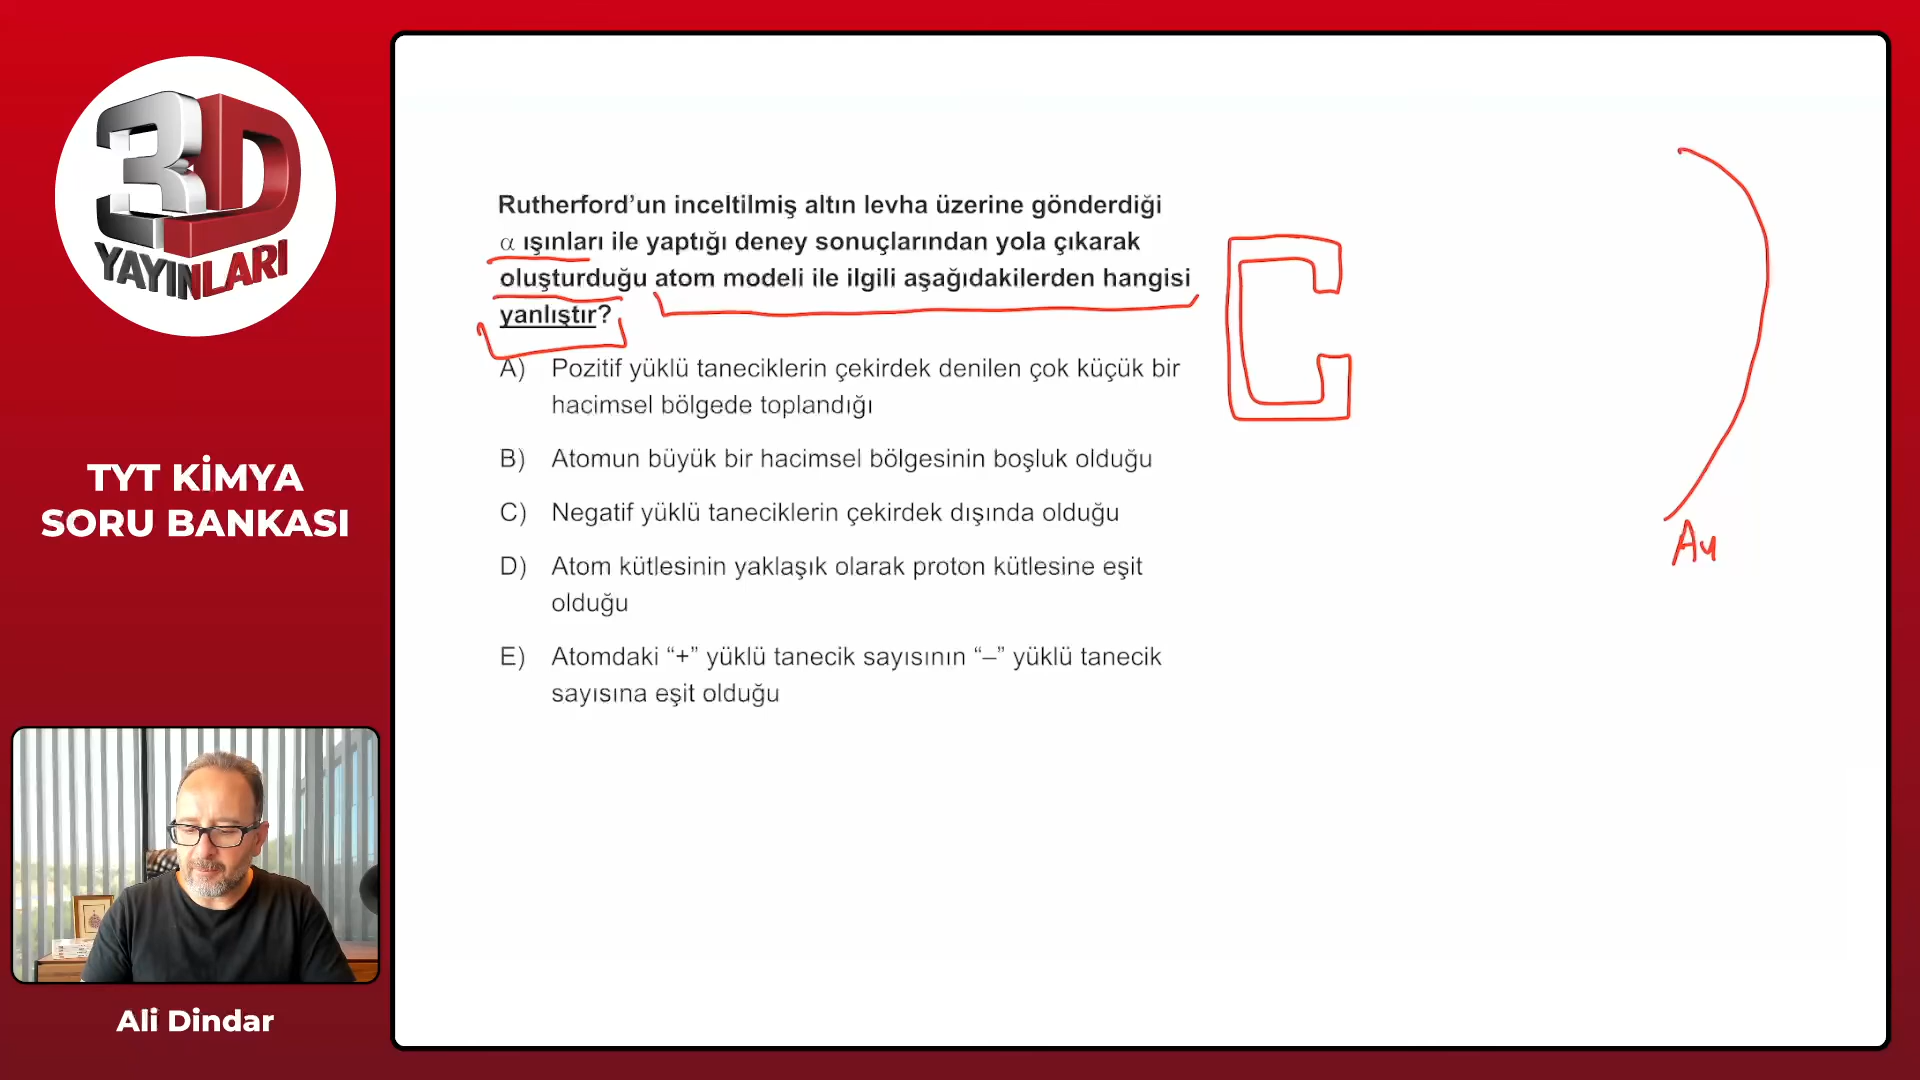 3D
YAYINLARI
TYT KİMYA
SORU BANKASI
Ali Dindar
Rutherford’un inceltilmiş altın levha üzerine gönderdiği
α ışınları ile yaptığı deney sonuçlarından yola çıkarak
oluşturduğu atom modeli ile ilgili aşağıdakilerden hangisi
yanlıştır?
A) Pozitif yüklü taneciklerin çekirdek denilen çok küçük bir
hacimsel bölgede toplandığı
B) Atomun büyük bir hacimsel bölgesinin boşluk olduğu
C) Negatif yüklü taneciklerin çekirdek dışında olduğu
D) Atom kütlesinin yaklaşık olarak proton kütlesine eşit
olduğu
E) Atomdaki “+” yüklü tanecik sayısının “–” yüklü tanecik
sayısına eşit olduğu
Au